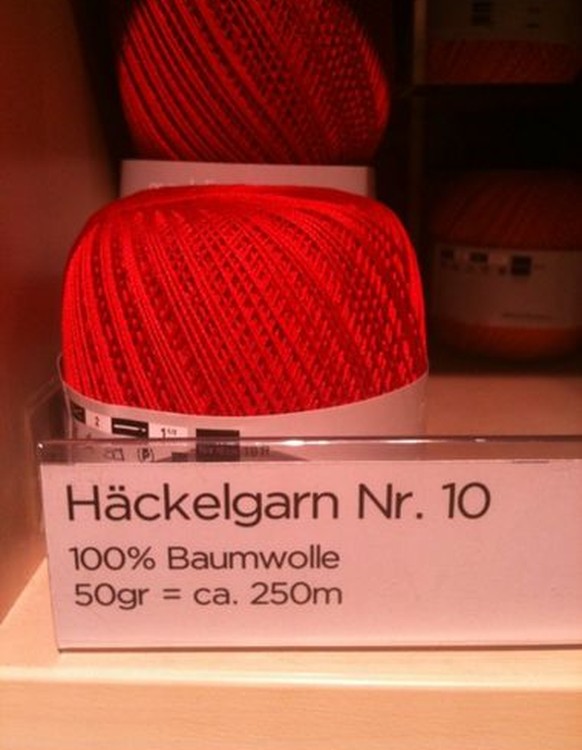 Häckelgarn Nr. 10
100% Baumwolle
50gr = ca. 250m